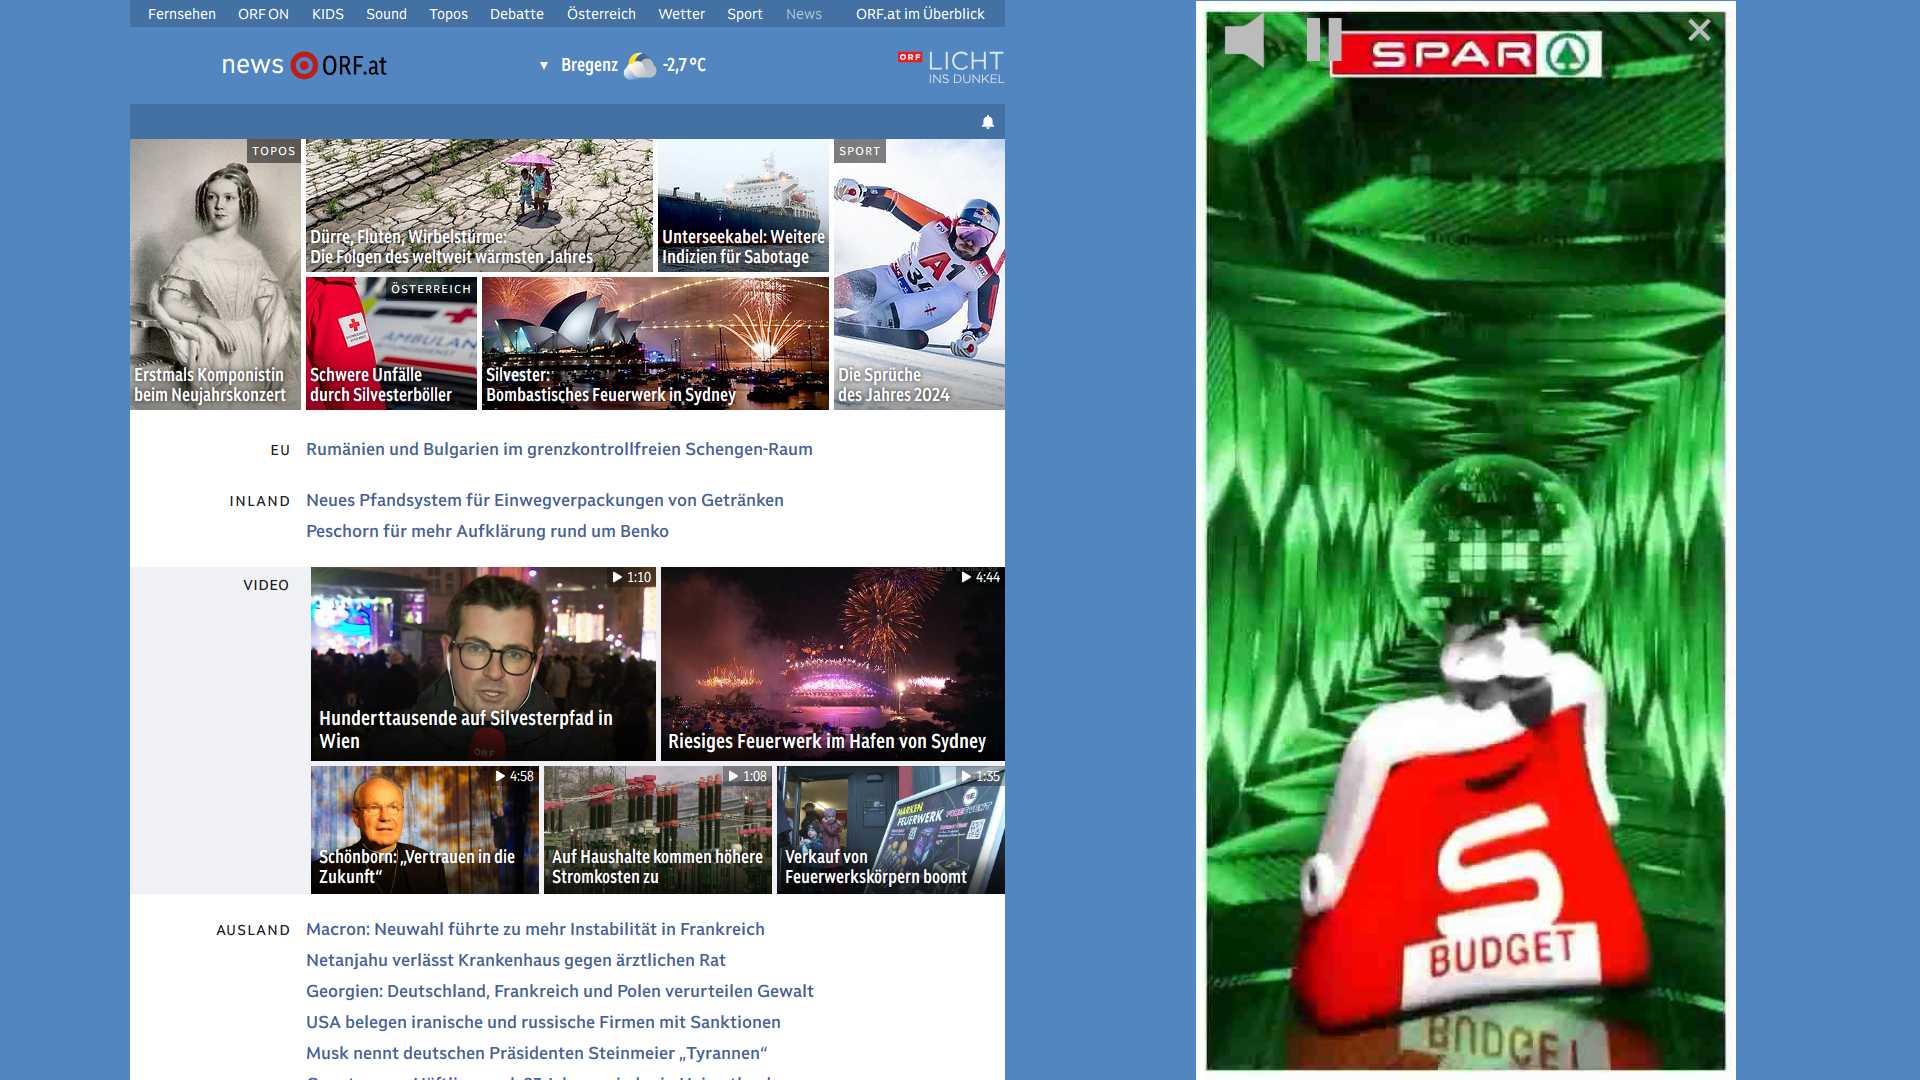 Fernsehen ORF ON KIDS Sound Topos Debatte Österreich Wetter Sport News ORF.at im Überblick
news ORF.at
▼ Bregenz -2,7 °C
ORF LICHT
INS DUNKEL
TOPOS
Erstmals Komponistin
beim Neujahrskonzert
Dürre, Fluten, Wirbelstürme:
Die Folgen des weltweit wärmsten Jahres
Unterseekabel: Weitere
Indizien für Sabotage
SPORT
Die Sprüche
des Jahres 2024
ÖSTERREICH
AMBULAN
Schwere Unfälle
durch Silvesterböller
Silvester:
Bombastisches Feuerwerk in Sydney
A1
EU Rumänien und Bulgarien im grenzkontrollfreien Schengen-Raum
INLAND Neues Pfandsystem für Einwegverpackungen von Getränken
Peschorn für mehr Aufklärung rund um Benko
VIDEO
1:10
Hunderttausende auf Silvesterpfad in
Wien
ORF
4:44
Riesiges Feuerwerk im Hafen von Sydney
4:58
Schönborn: „Vertrauen in die
Zukunft“
1:08
Auf Haushalte kommen höhere
Stromkosten zu
1:35
MARKEN
FEUERWERK
Verkauf von
Feuerwerkskörpern boomt
AUSLAND Macron: Neuwahl führte zu mehr Instabilität in Frankreich
Netanjahu verlässt Krankenhaus gegen ärztlichen Rat
Georgien: Deutschland, Frankreich und Polen verurteilen Gewalt
USA belegen iranische und russische Firmen mit Sanktionen
Musk nennt deutschen Präsidenten Steinmeier „Tyrannen“
SPAR
S
BUDGET